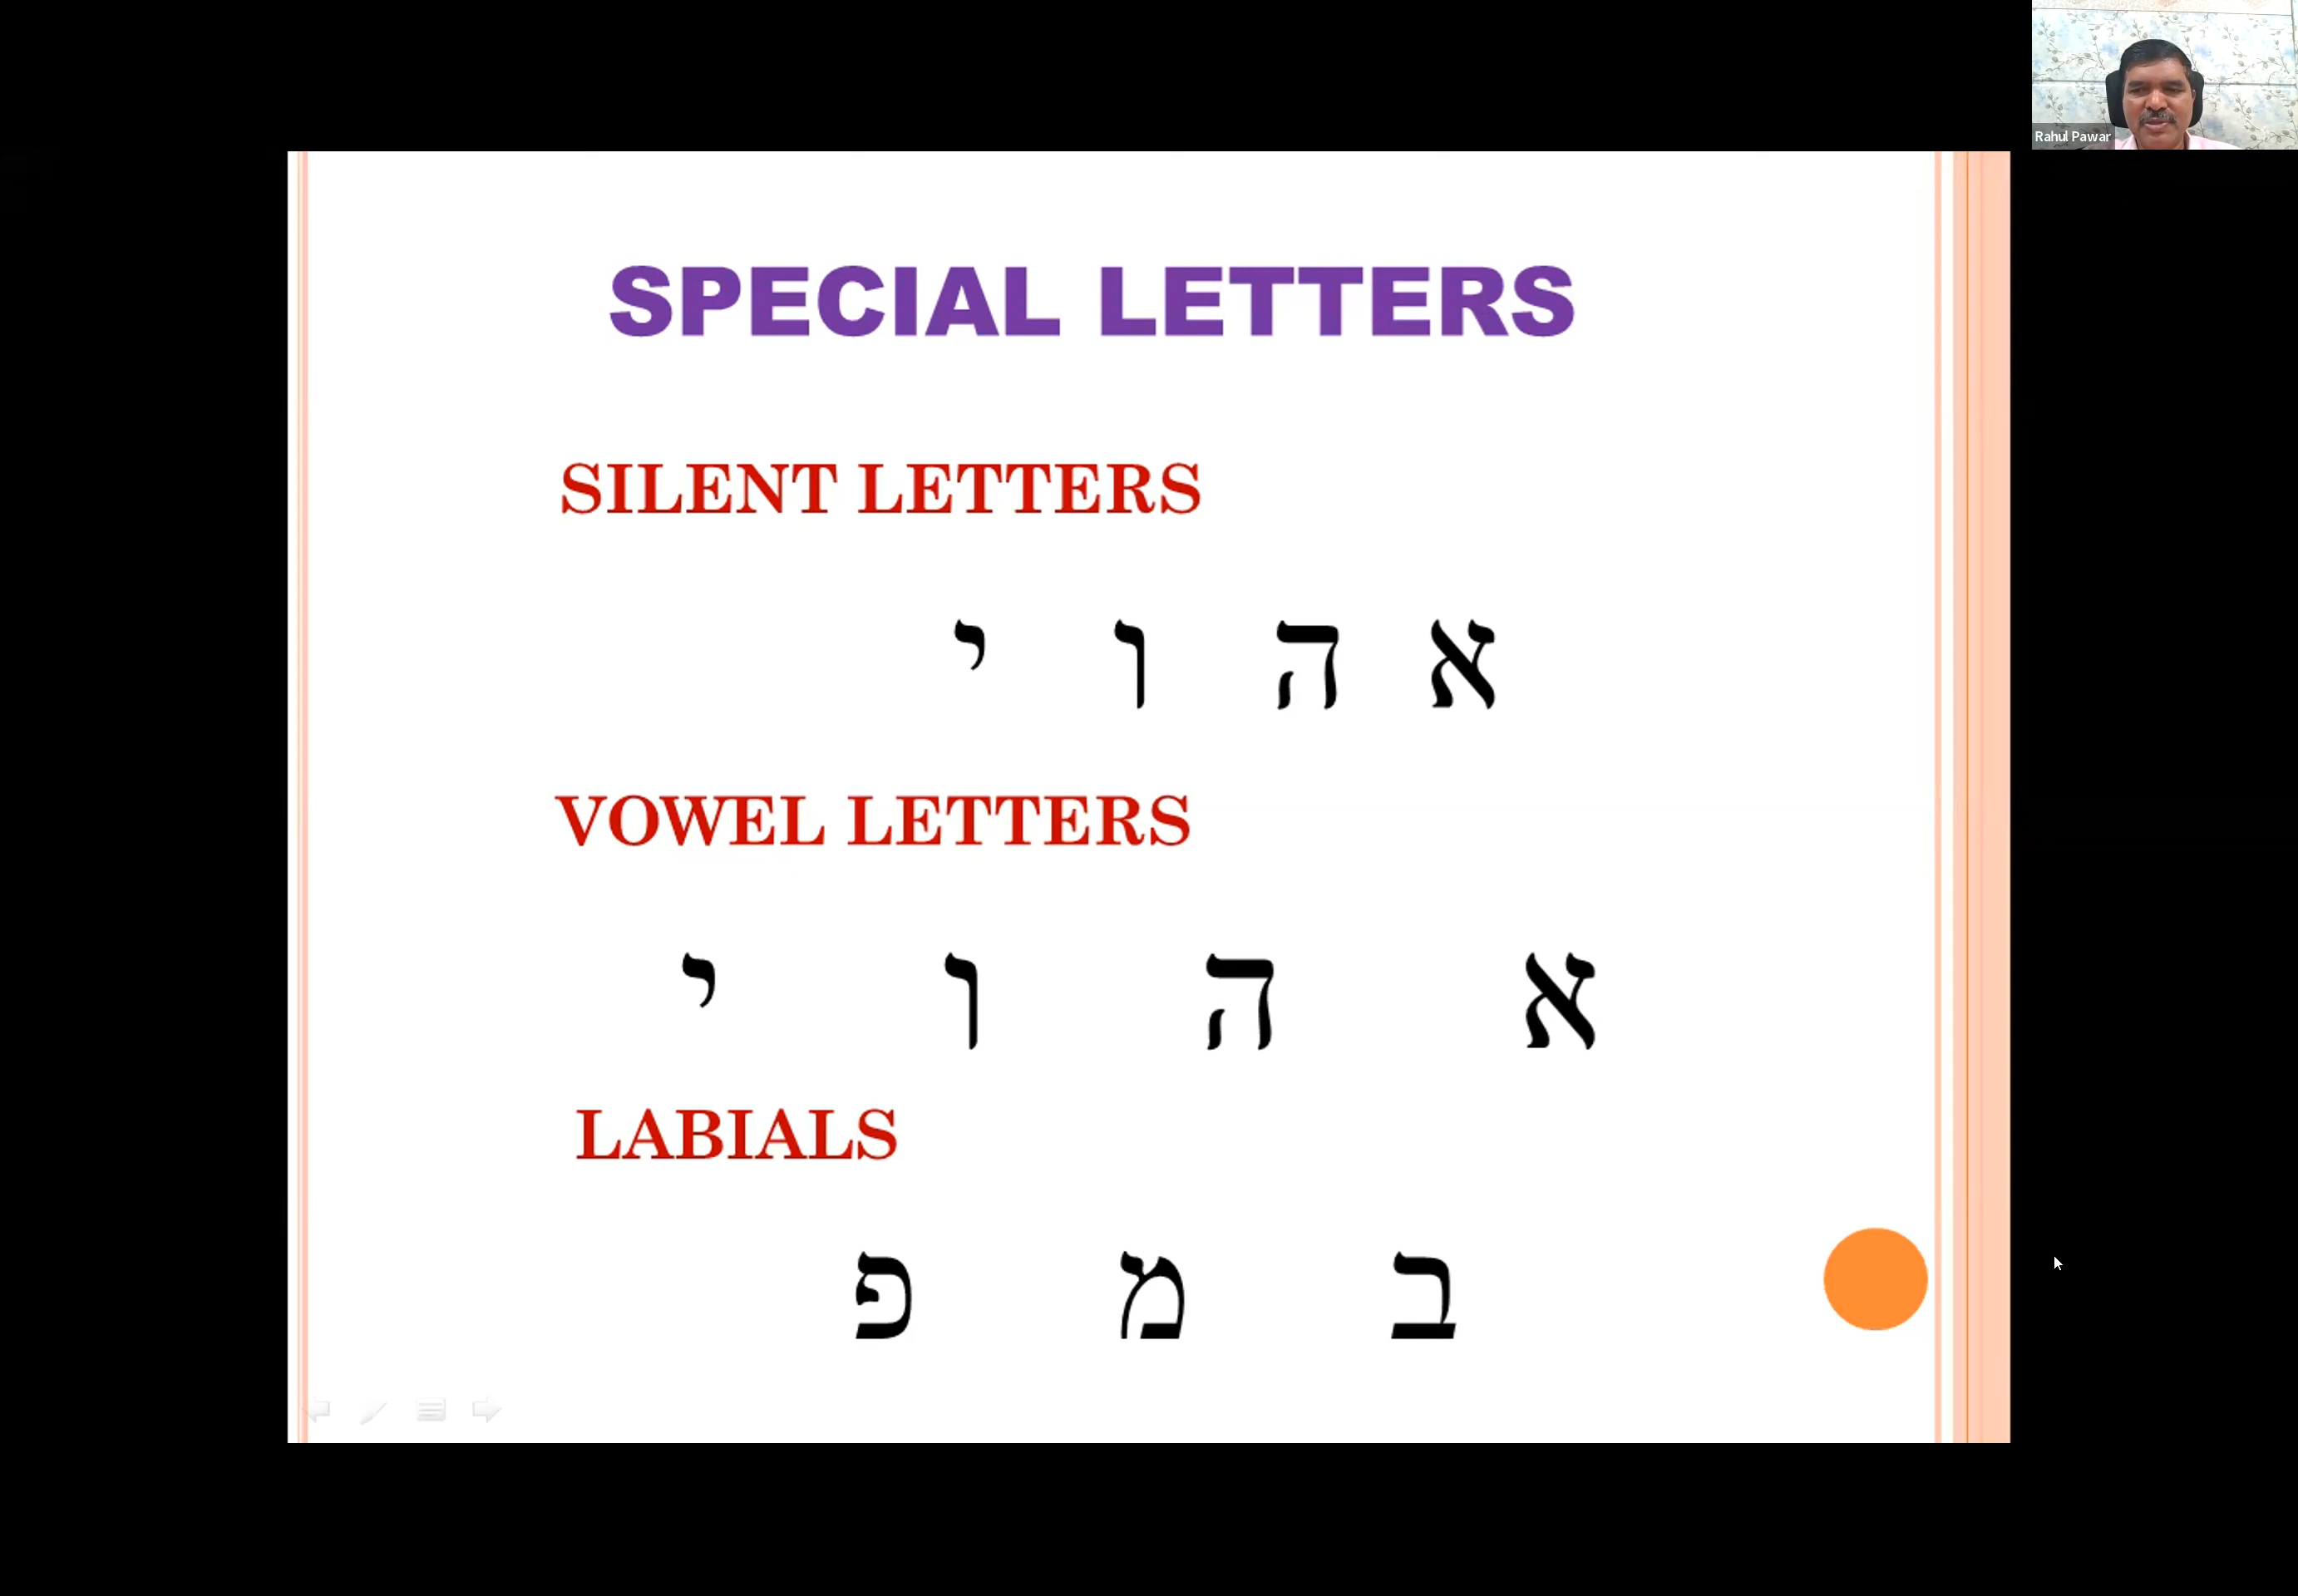 Rahul Pawar
SPECIAL LETTERS
SILENT LETTERS
א ה ו י
VOWEL LETTERS
א ה ו י
LABIALS
ב מ פ